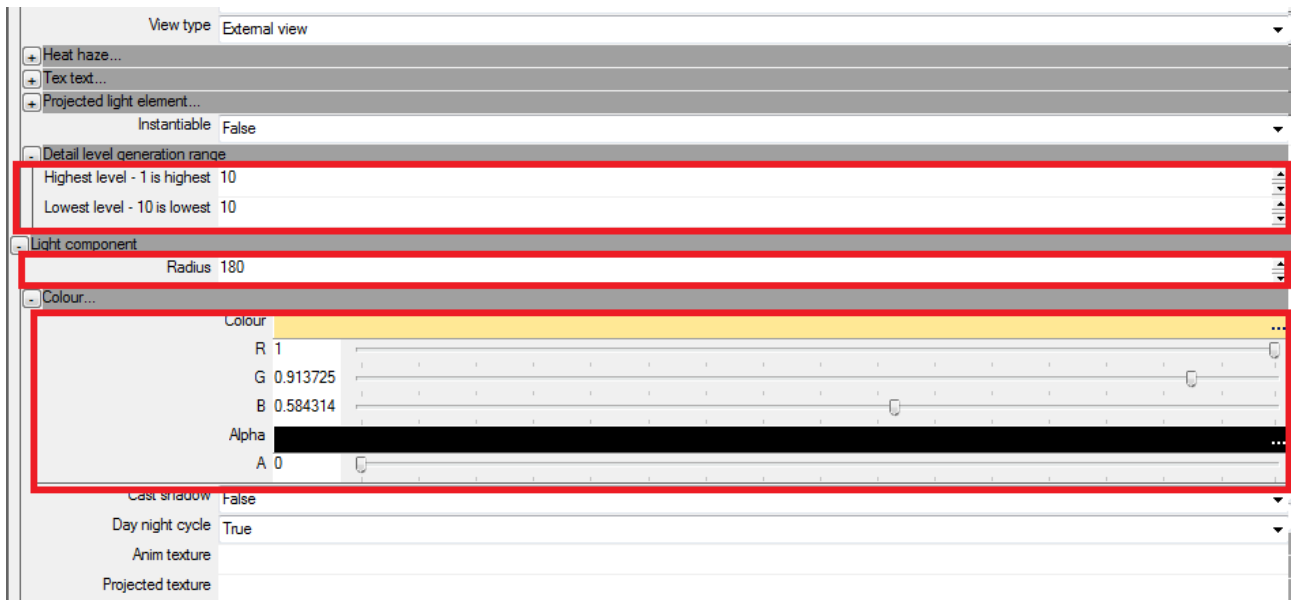 View type External view
Heat haze...
Tex text...
Projected light element...
Instantiable False
Detail level generation range
Highest level - 1 is highest 10
Lowest level - 10 is lowest 10
Light component
Radius 180
Colour...
Colour ...
R 1
G 0.913725
B 0.584314
Alpha ...
A 0
Cast shadow False
Day night cycle True
Anim texture
Projected texture